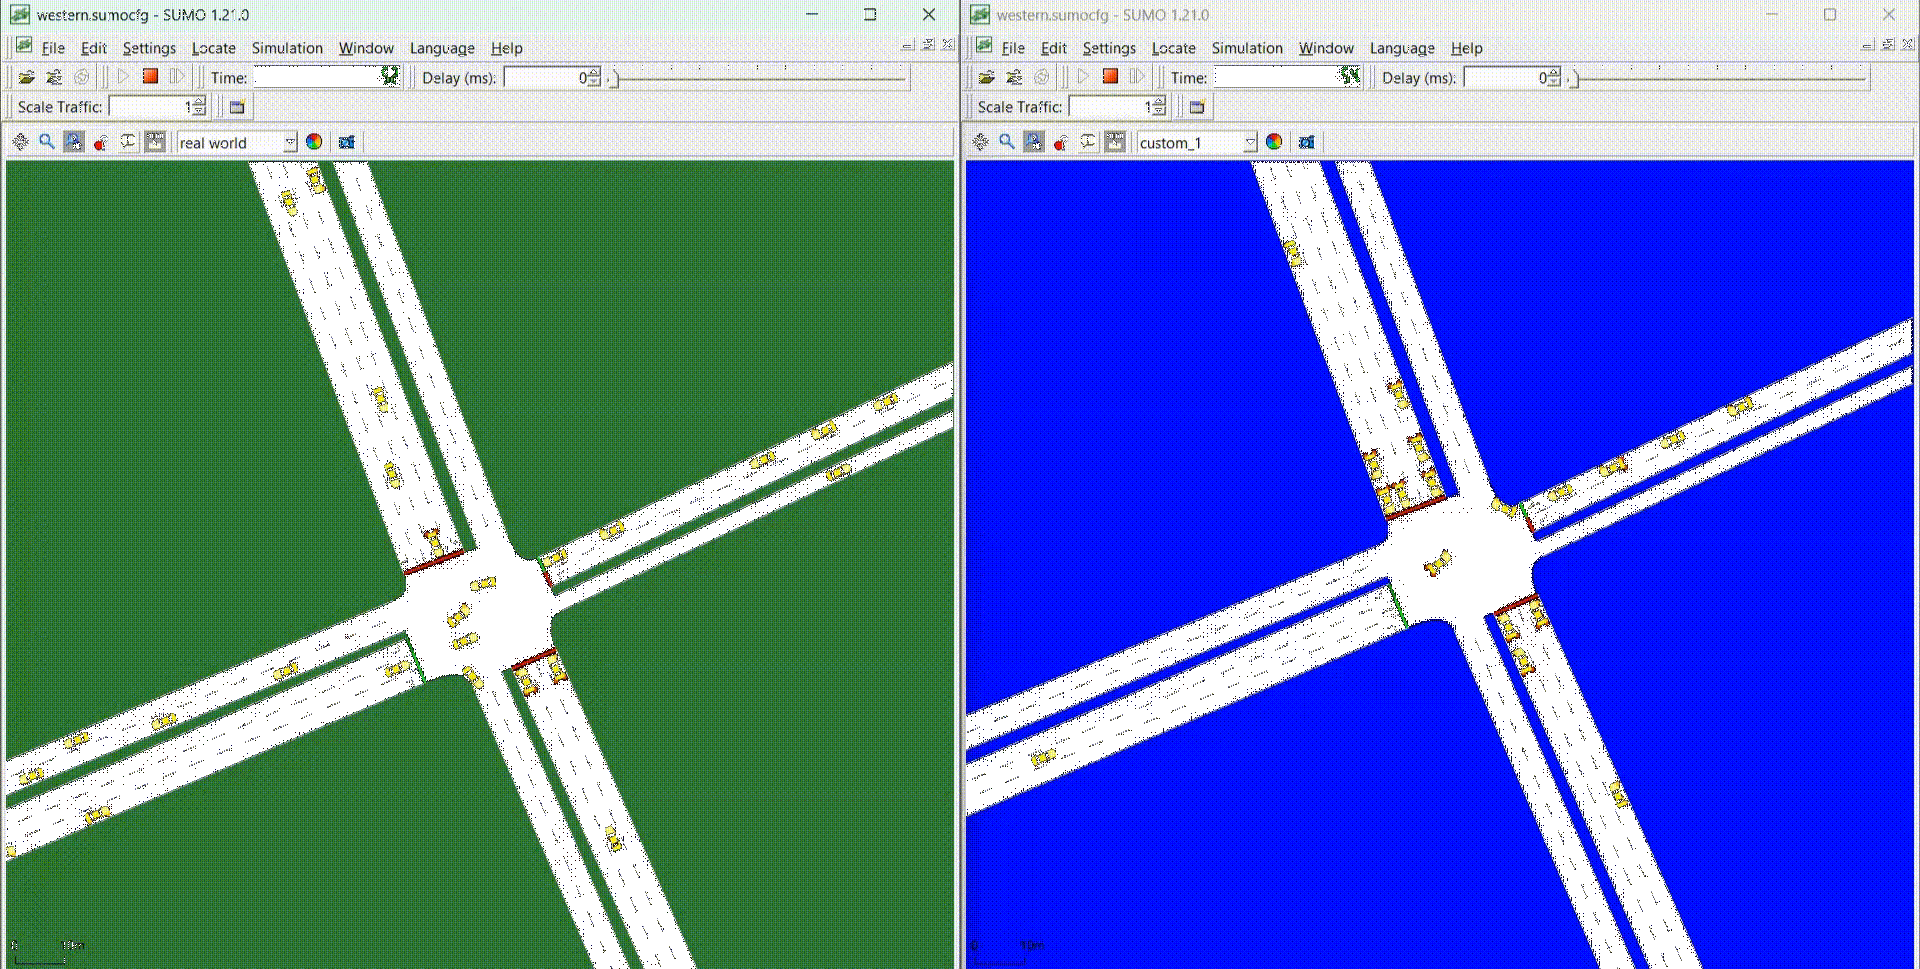 western.sumocfg - SUMO 1.21.0
File Edit Settings Locate Simulation Window Language Help
Time: Delay (ms): 0
Scale Traffic: 1
real world
0
western.sumocfg - SUMO 1.21.0
File Edit Settings Locate Simulation Window Language Help
Time: Delay (ms): 0
Scale Traffic: 1
custom_1
0